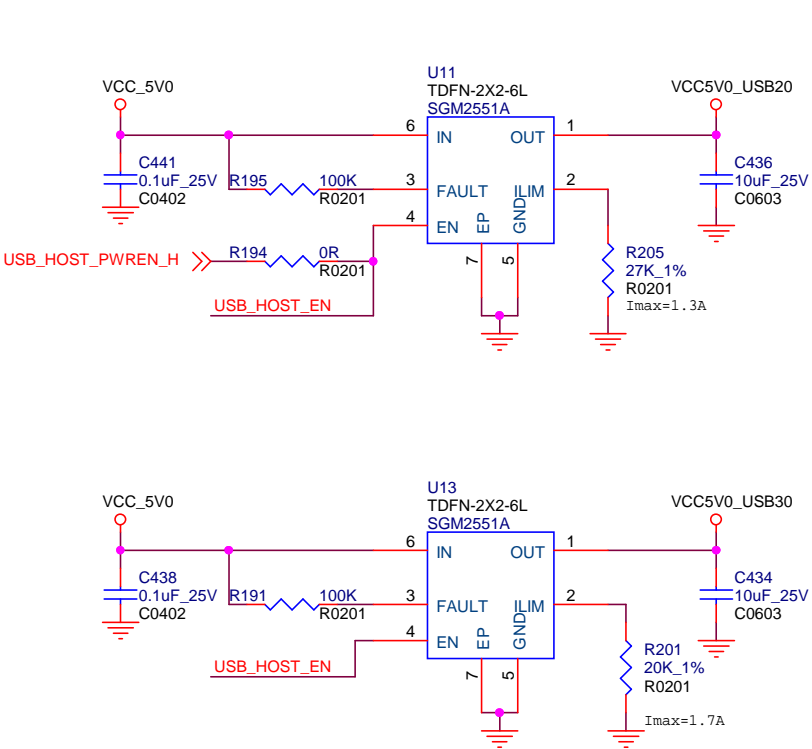 U11
TDFN-2X2-6L
SGM2551A
VCC_5V0
VCC5V0_USB20
6
IN
OUT
1
C441
0.1uF_25V
C0402
R195
100K
R0201
3
FAULT
ILIM
2
C436
10uF_25V
C0603
4
EN
EP
GND
7
5
USB_HOST_PWREN_H
R194
0R
R0201
USB_HOST_EN
R205
27K_1%
R0201
Imax=1.3A
U13
TDFN-2X2-6L
SGM2551A
VCC_5V0
VCC5V0_USB30
6
IN
OUT
1
C438
0.1uF_25V
C0402
R191
100K
R0201
3
FAULT
ILIM
2
C434
10uF_25V
C0603
4
EN
EP
GND
7
5
USB_HOST_EN
R201
20K_1%
R0201
Imax=1.7A